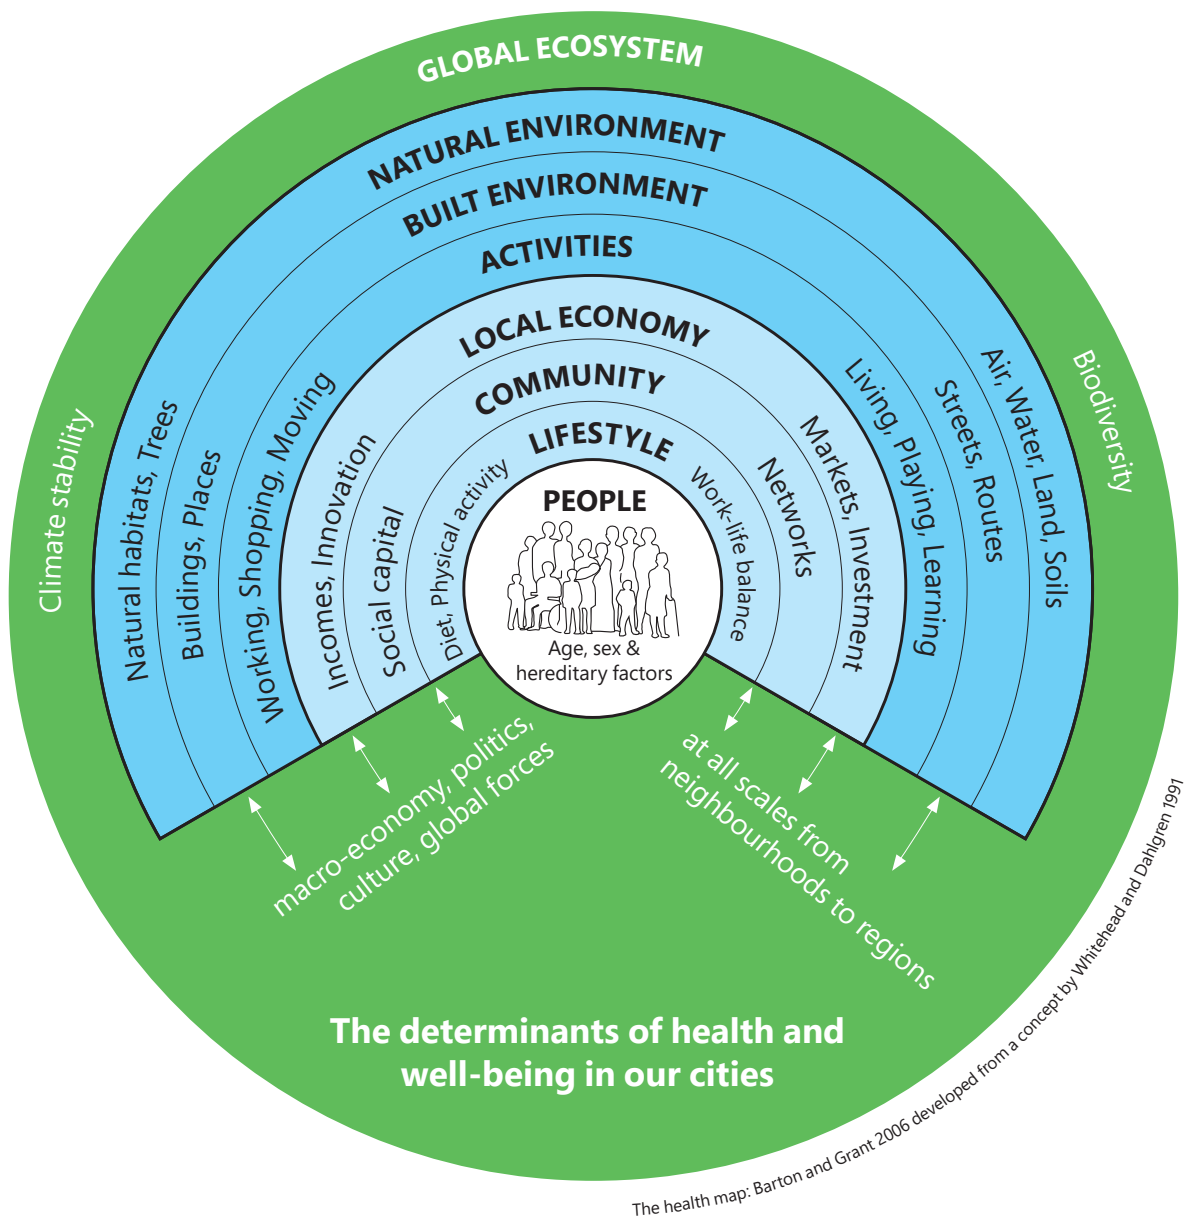 GLOBAL ECOSYSTEM
NATURAL ENVIRONMENT
BUILT ENVIRONMENT
ACTIVITIES
LOCAL ECONOMY
COMMUNITY
LIFESTYLE
PEOPLE
Age, sex &
hereditary factors
Climate stability
Natural habitats, Trees
Buildings, Places
Working, Shopping, Moving
Incomes, Innovation
Social capital
Diet, Physical activity
Work-life balance
Networks
Markets, Investment
Living, Playing, Learning
Streets, Routes
Air, Water, Land, Soils
Biodiversity
macro-economy, politics,
culture, global forces
at all scales from
neighbourhoods to regions
The determinants of health and
well-being in our cities
The health map: Barton and Grant 2006 developed from a concept by Whitehead and Dahlgren 1991